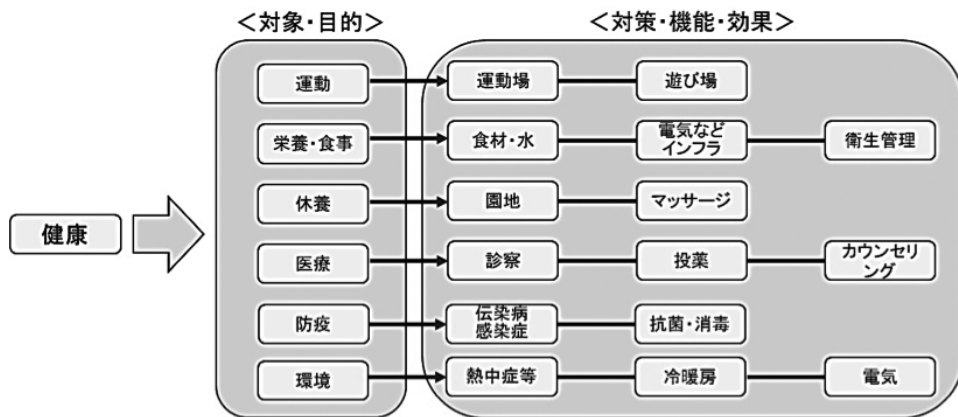 ＜対象・目的＞
＜対策・機能・効果＞
健康
運動
運動場
遊び場
栄養・食事
食材・水
電気など
インフラ
衛生管理
休養
園地
マッサージ
医療
診察
投薬
カウンセリ
ング
防疫
伝染病
感染症
抗菌・消毒
環境
熱中症等
冷暖房
電気